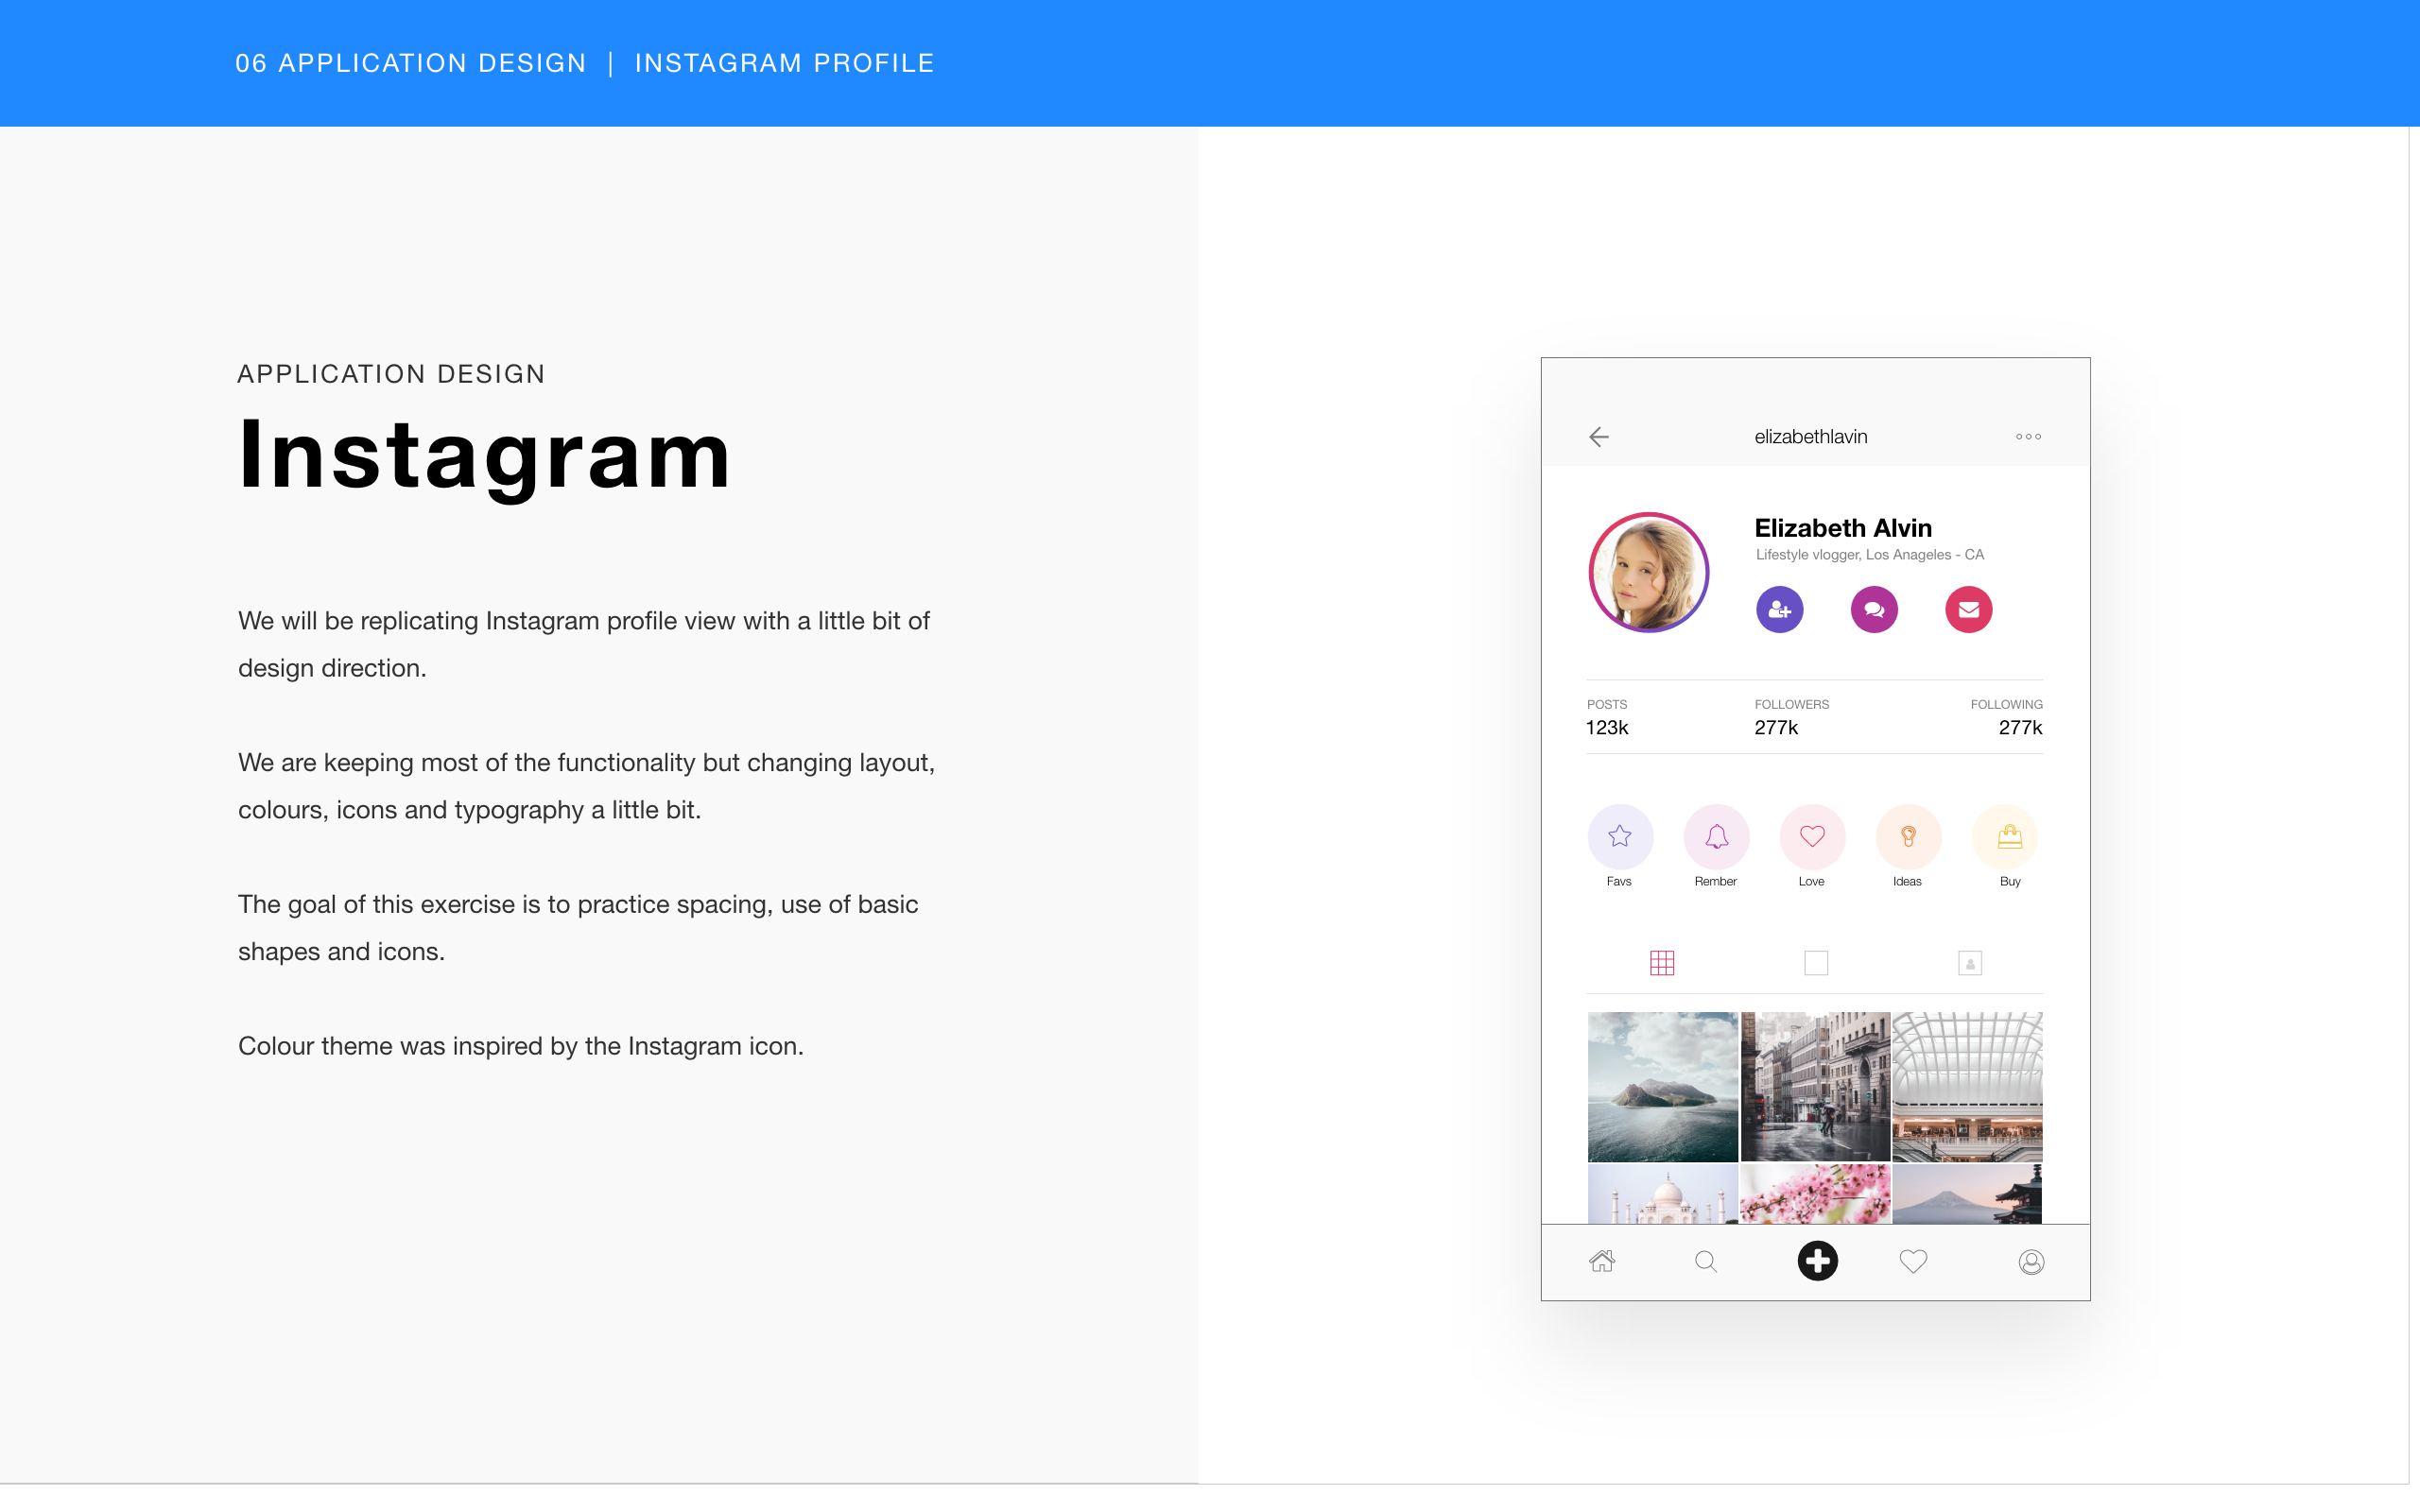 06 APPLICATION DESIGN | INSTAGRAM PROFILE
APPLICATION DESIGN
Instagram
We will be replicating Instagram profile view with a little bit of
design direction.
We are keeping most of the functionality but changing layout,
colours, icons and typography a little bit.
The goal of this exercise is to practice spacing, use of basic
shapes and icons.
Colour theme was inspired by the Instagram icon.
elizabethlavin
Elizabeth Alvin
Lifestyle vlogger, Los Angeles - CA
POSTS FOLLOWERS FOLLOWING
123k 277k 277k
Favs Rember Love Ideas Buy